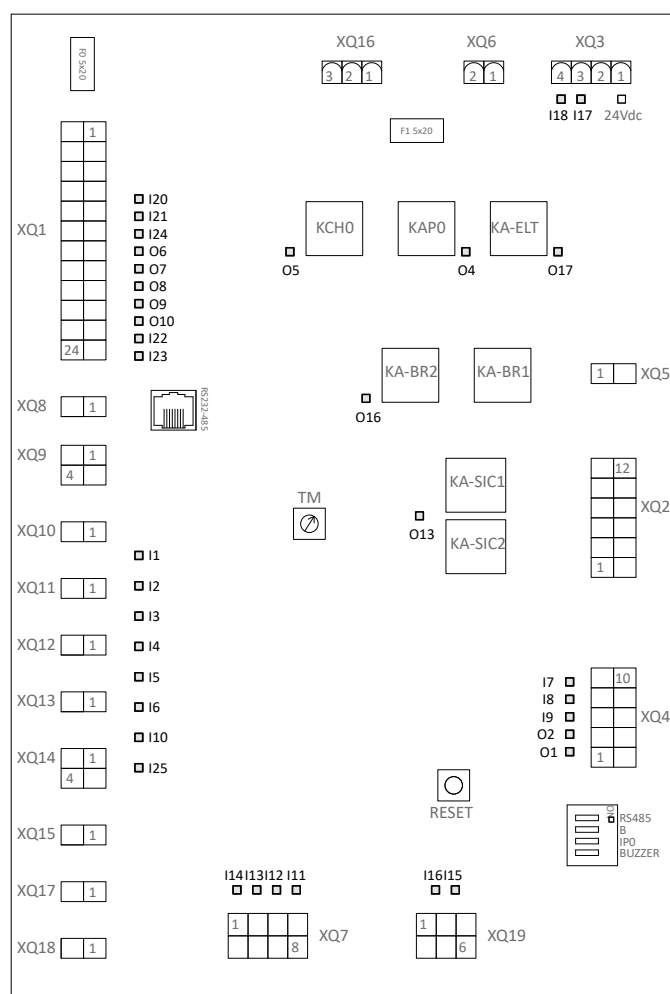 XQ16 XQ6 XQ3
F0 5x20
3 2 1 2 1 4 3 2 1
I18 I17 24Vdc
F1 5x20
1
XQ1
24
I20
I21
I24
O6
O7
O8
O9
O10
I22
I23
KCH0 KAP0 KA-ELT
O5 O4 O17
KA-BR2 KA-BR1
O16
1 XQ5
XQ8 1
RS232-485
XQ9 1
4
KA-SIC1
12
XQ2
1
TM
O13
KA-SIC2
XQ10 1
XQ11 1
XQ12 1
XQ13 1
XQ14 1
4
XQ15 1
XQ17 1
XQ18 1
I1
I2
I3
I4
I5
I6
I10
I25
I7
I8
I9
O2
O1
10
XQ4
1
RESET
ON
RS485
B
IP0
BUZZER
I14 I13 I12 I11
1
8
XQ7
I16 I15
1
6
XQ19